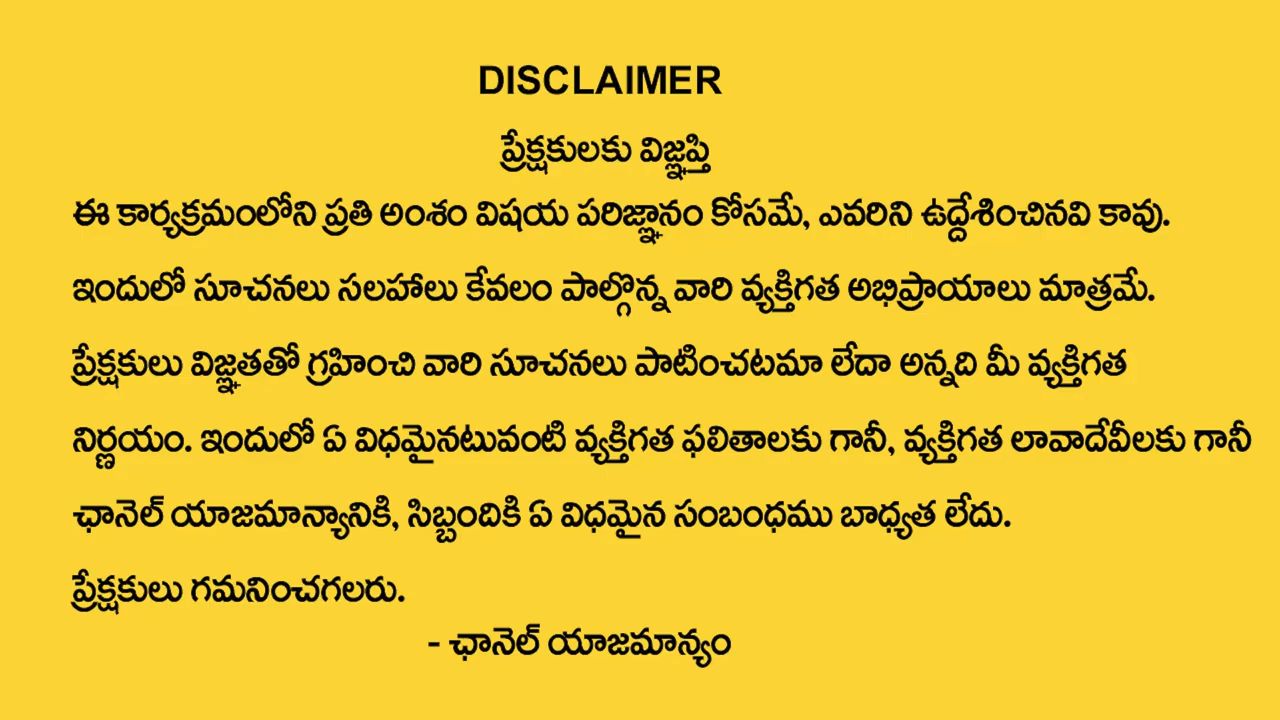 DISCLAIMER
ప్రేక్షకులకు విజ్ఞప్తి
ఈ కార్యక్రమంలోని ప్రతి అంశం విషయ పరిజ్ఞానం కోసమే, ఎవరిని ఉద్దేశించినవి కావు.
ఇందులో సూచనలు సలహాలు కేవలం పాల్గొన్న వారి వ్యక్తిగత అభిప్రాయాలు మాత్రమే.
ప్రేక్షకులు విజ్ఞతతో గ్రహించి వారి సూచనలు పాటించటమా లేదా అన్నది మీ వ్యక్తిగత
నిర్ణయం. ఇందులో ఏ విధమైనటువంటి వ్యక్తిగత ఫలితాలకు గానీ, వ్యక్తిగత లావాదేవీలకు గానీ
ఛానెల్ యాజమాన్యానికి, సిబ్బందికి ఏ విధమైన సంబంధము బాధ్యత లేదు.
ప్రేక్షకులు గమనించగలరు.
- ఛానెల్ యాజమాన్యం